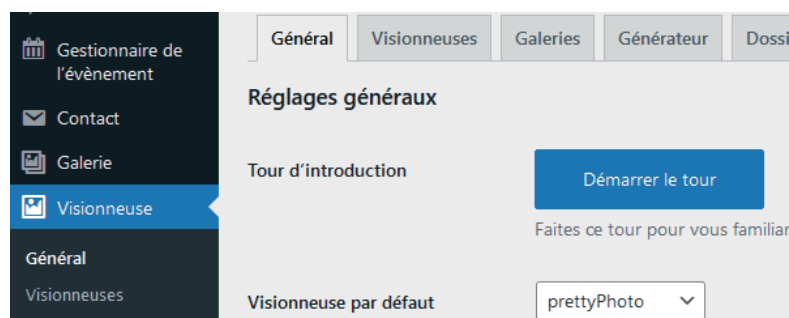 Gestionnaire de
l'évènement
Contact
Galerie
Visionneuse
Général
Visionneuses
Général
Visionneuses
Galeries
Générateur
Dossi
Réglages généraux
Tour d'introduction
Démarrer le tour
Faites ce tour pour vous familiar
Visionneuse par défaut
prettyPhoto